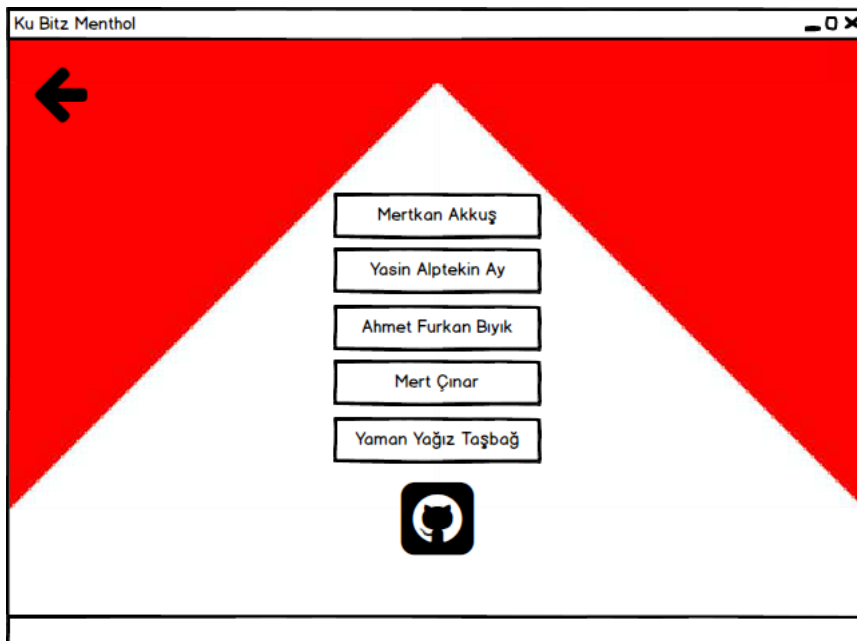 Ku Bitz Menthol
Mertkan Akkuş
Yasin Alptekin Ay
Ahmet Furkan Bıyık
Mert Çınar
Yaman Yağız Taşbağ